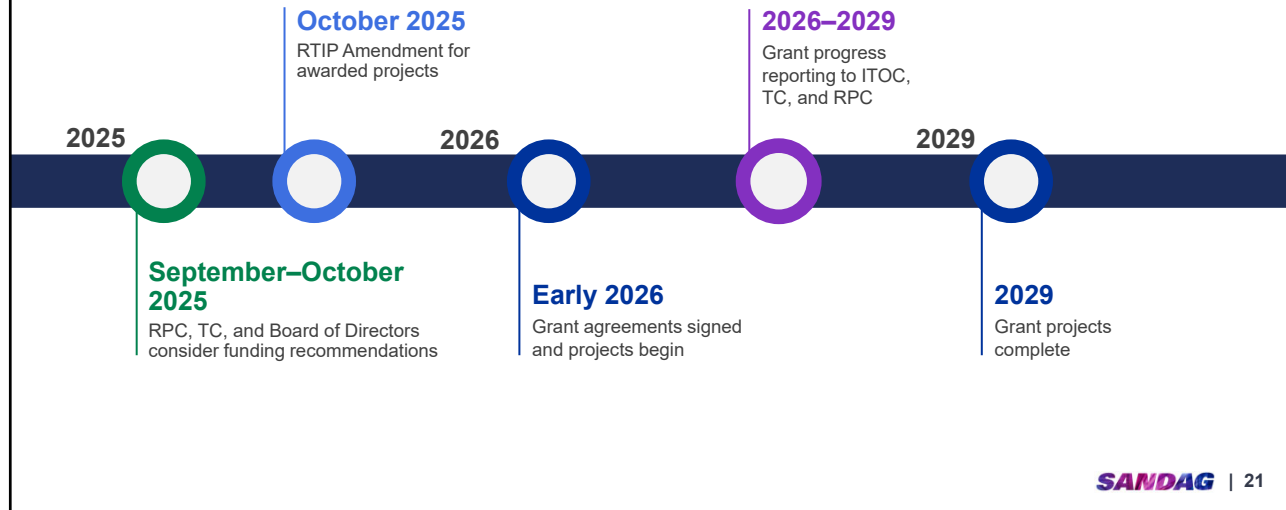 October 2025
RTIP Amendment for
awarded projects
2026–2029
Grant progress
reporting to ITOC,
TC, and RPC
2025
2026
2029
September–October
2025
RPC, TC, and Board of Directors
consider funding recommendations
Early 2026
Grant agreements signed
and projects begin
2029
Grant projects
complete
SANDAG | 21